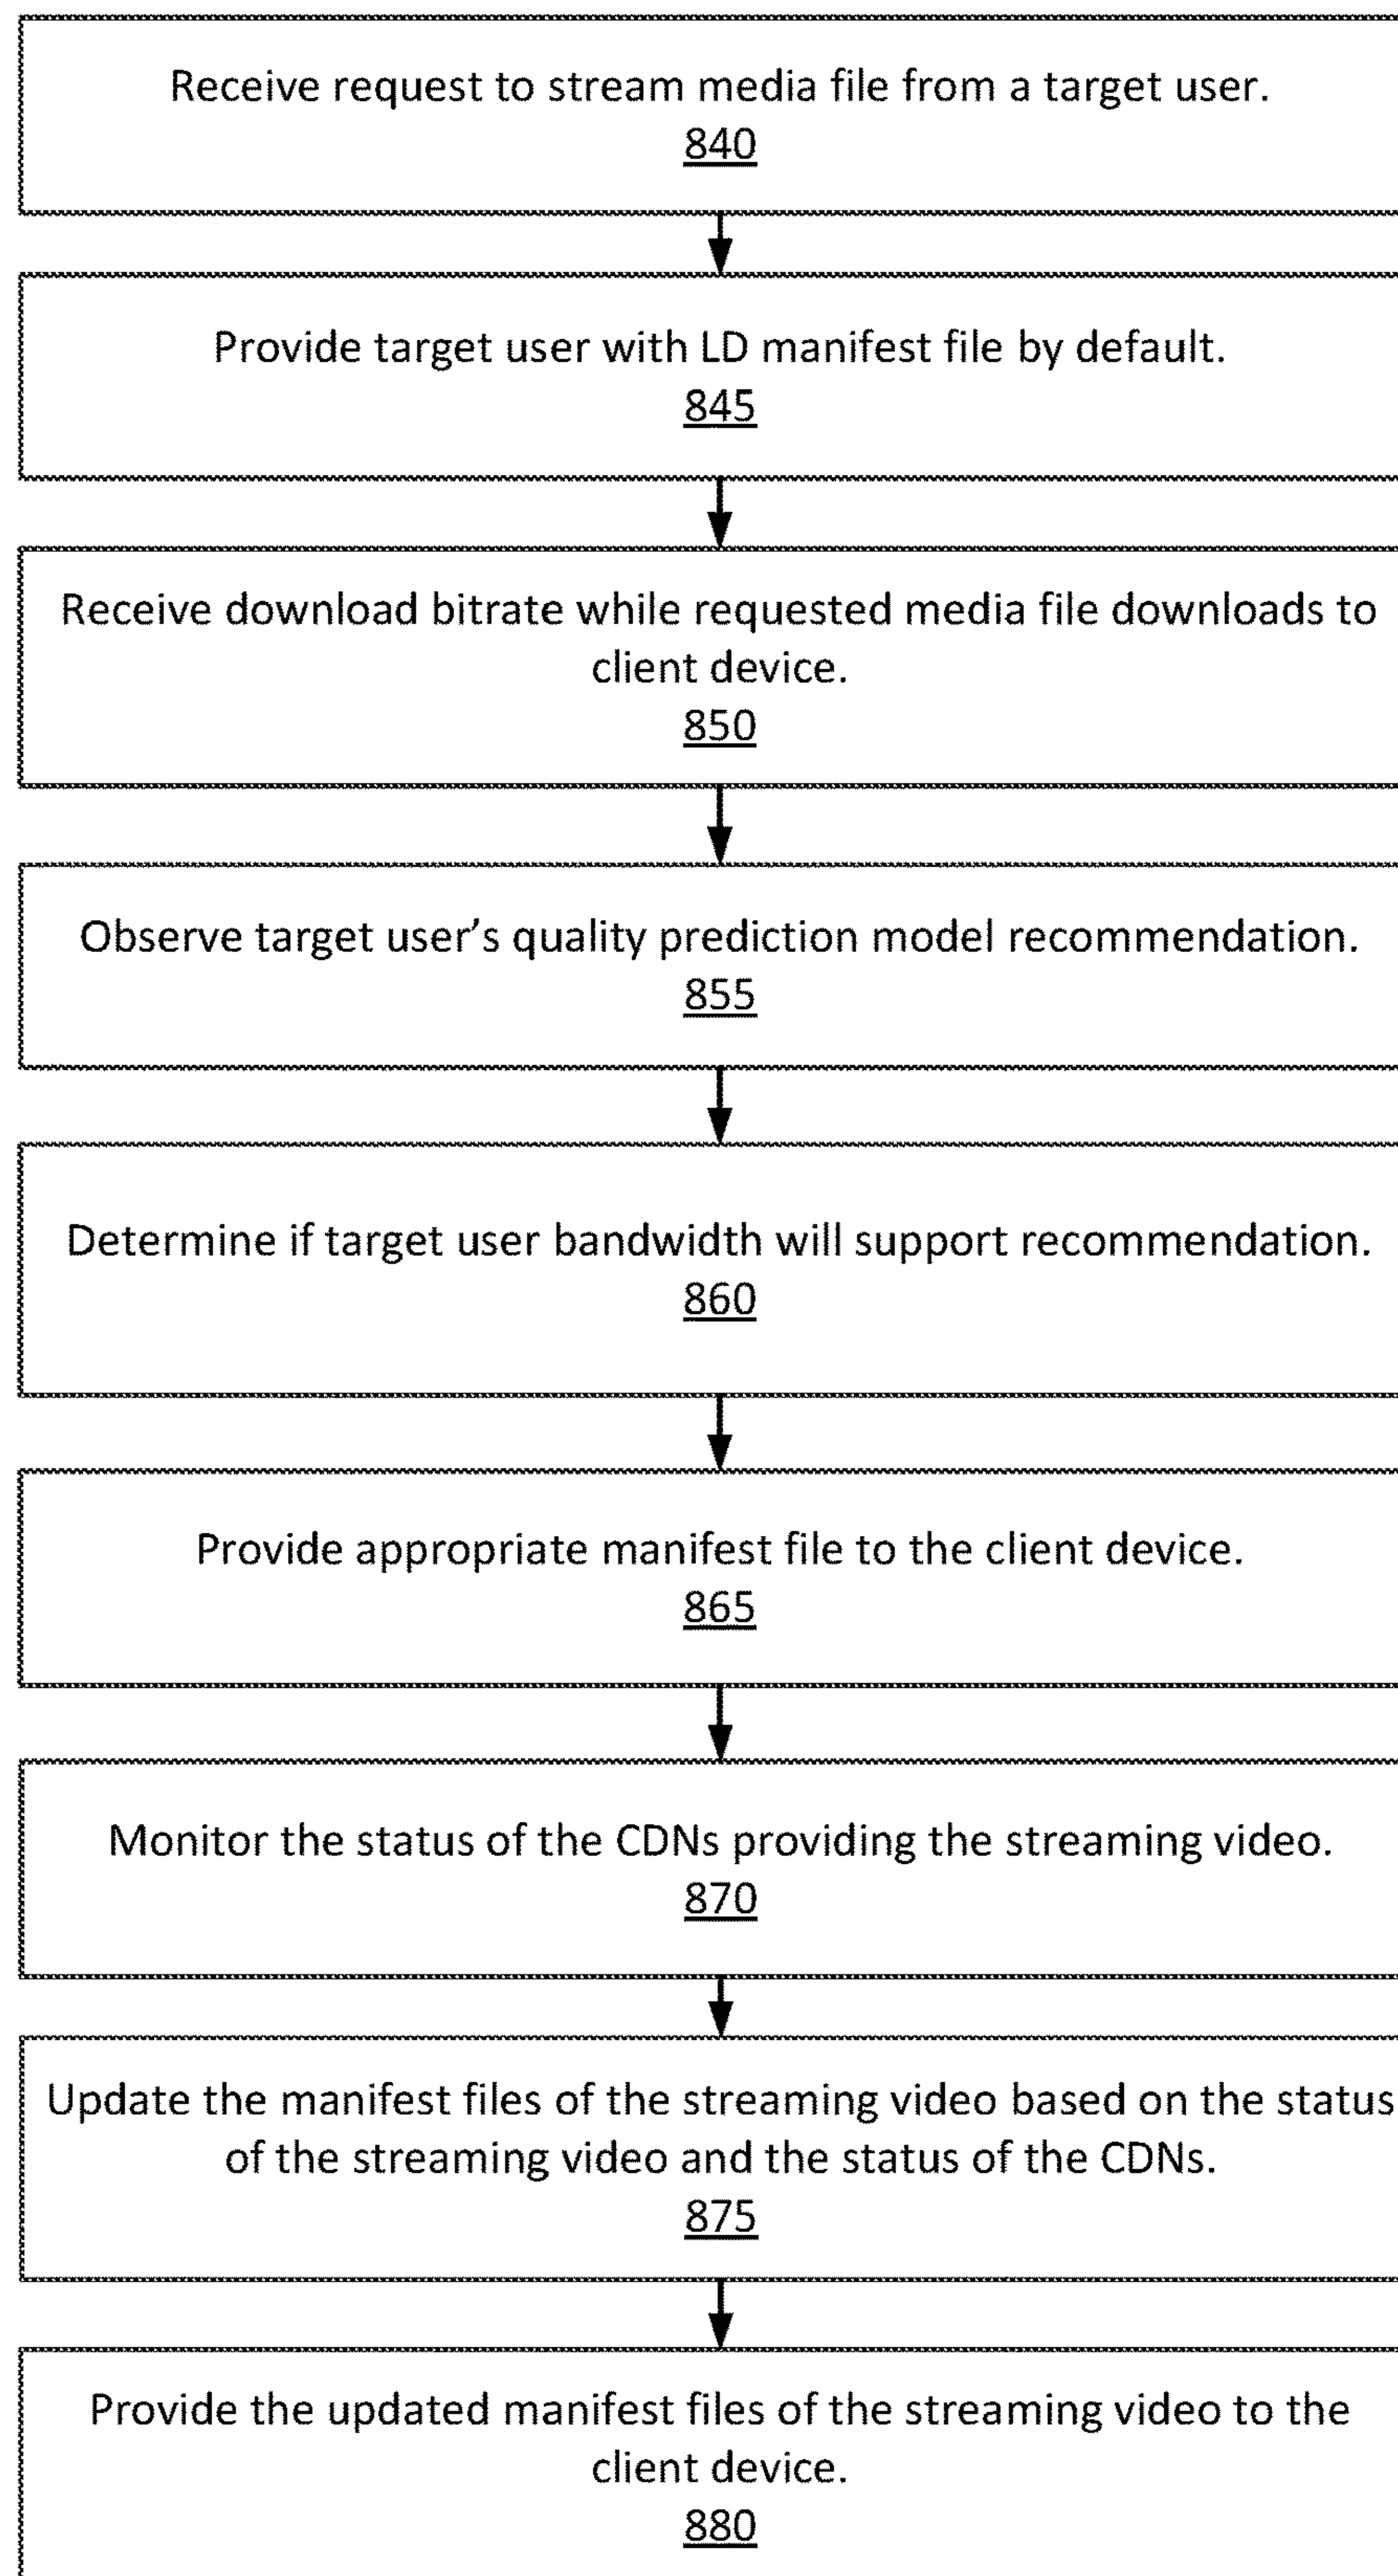 Receive request to stream media file from a target user.
840
Provide target user with LD manifest file by default.
845
Receive download bitrate while requested media file downloads to
client device.
850
Observe target user’s quality prediction model recommendation.
855
Determine if target user bandwidth will support recommendation.
860
Provide appropriate manifest file to the client device.
865
Monitor the status of the CDNs providing the streaming video.
870
Update the manifest files of the streaming video based on the status
of the streaming video and the status of the CDNs.
875
Provide the updated manifest files of the streaming video to the
client device.
880